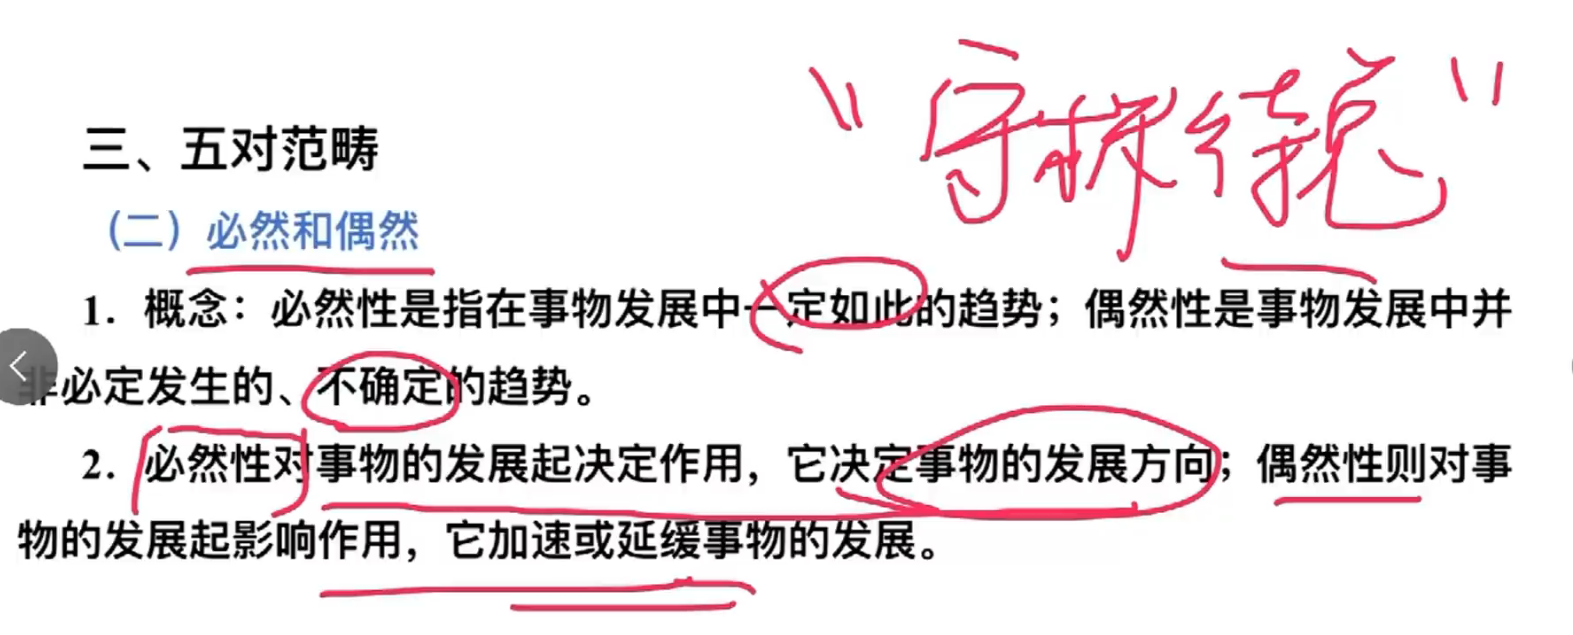 “守株待兔”
三、五对范畴
（二）必然和偶然
1．概念：必然性是指在事物发展中一定如此的趋势；偶然性是事物发展中并
非必定发生的、不确定的趋势。
2．必然性对事物的发展起决定作用，它决定事物的发展方向；偶然性则对事
物的发展起影响作用，它加速或延缓事物的发展。